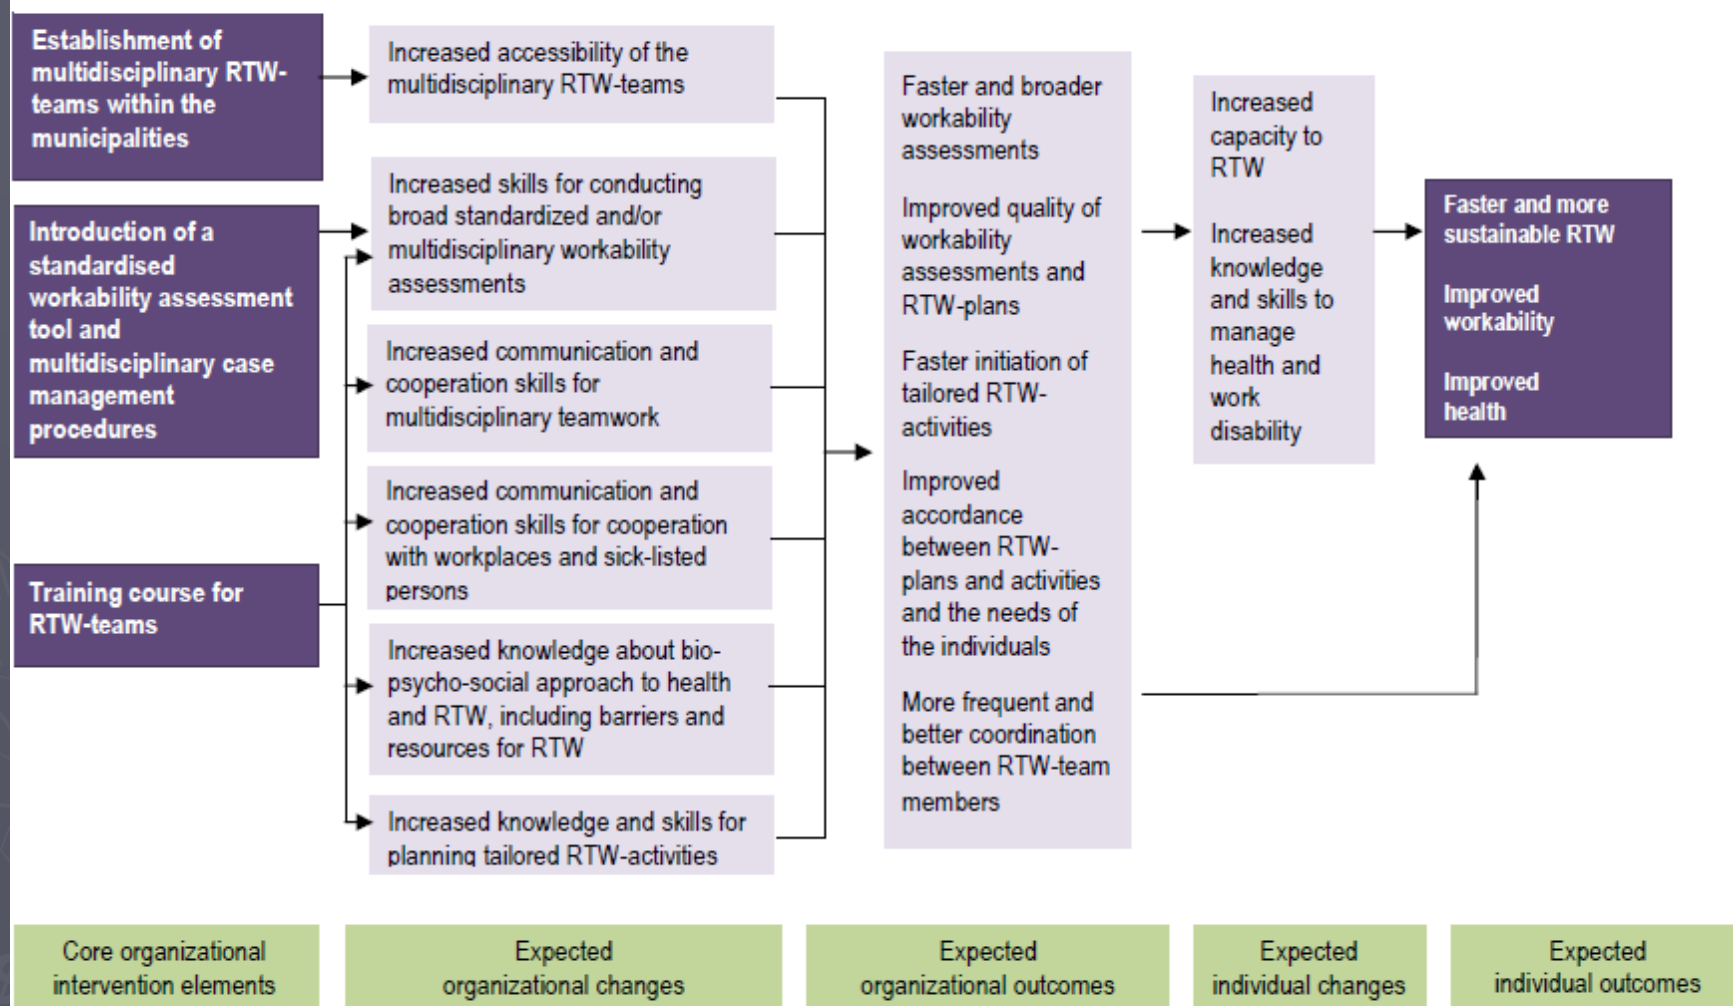 Establishment of
multidisciplinary RTW-
teams within the
municipalities
Introduction of a
standardised
workability assessment
tool and
multidisciplinary case
management
procedures
Training course for
RTW-teams
Increased accessibility of the
multidisciplinary RTW-teams
Increased skills for conducting
broad standardized and/or
multidisciplinary workability
assessments
Increased communication and
cooperation skills for
multidisciplinary teamwork
Increased communication and
cooperation skills for cooperation
with workplaces and sick-listed
persons
Increased knowledge about bio-
psycho-social approach to health
and RTW, including barriers and
resources for RTW
Increased knowledge and skills for
planning tailored RTW-activities
Faster and broader
workability
assessments
Improved quality of
workability
assessments and
RTW-plans
Faster initiation of
tailored RTW-
activities
Improved
accordance
between RTW-
plans and activities
and the needs of
the individuals
More frequent and
better coordination
between RTW-team
members
Increased
capacity to
RTW
Increased
knowledge
and skills to
manage
health and
work
disability
Faster and more
sustainable RTW
Improved
workability
Improved
health
Core organizational
intervention elements
Expected
organizational changes
Expected
organizational outcomes
Expected
individual changes
Expected
individual outcomes